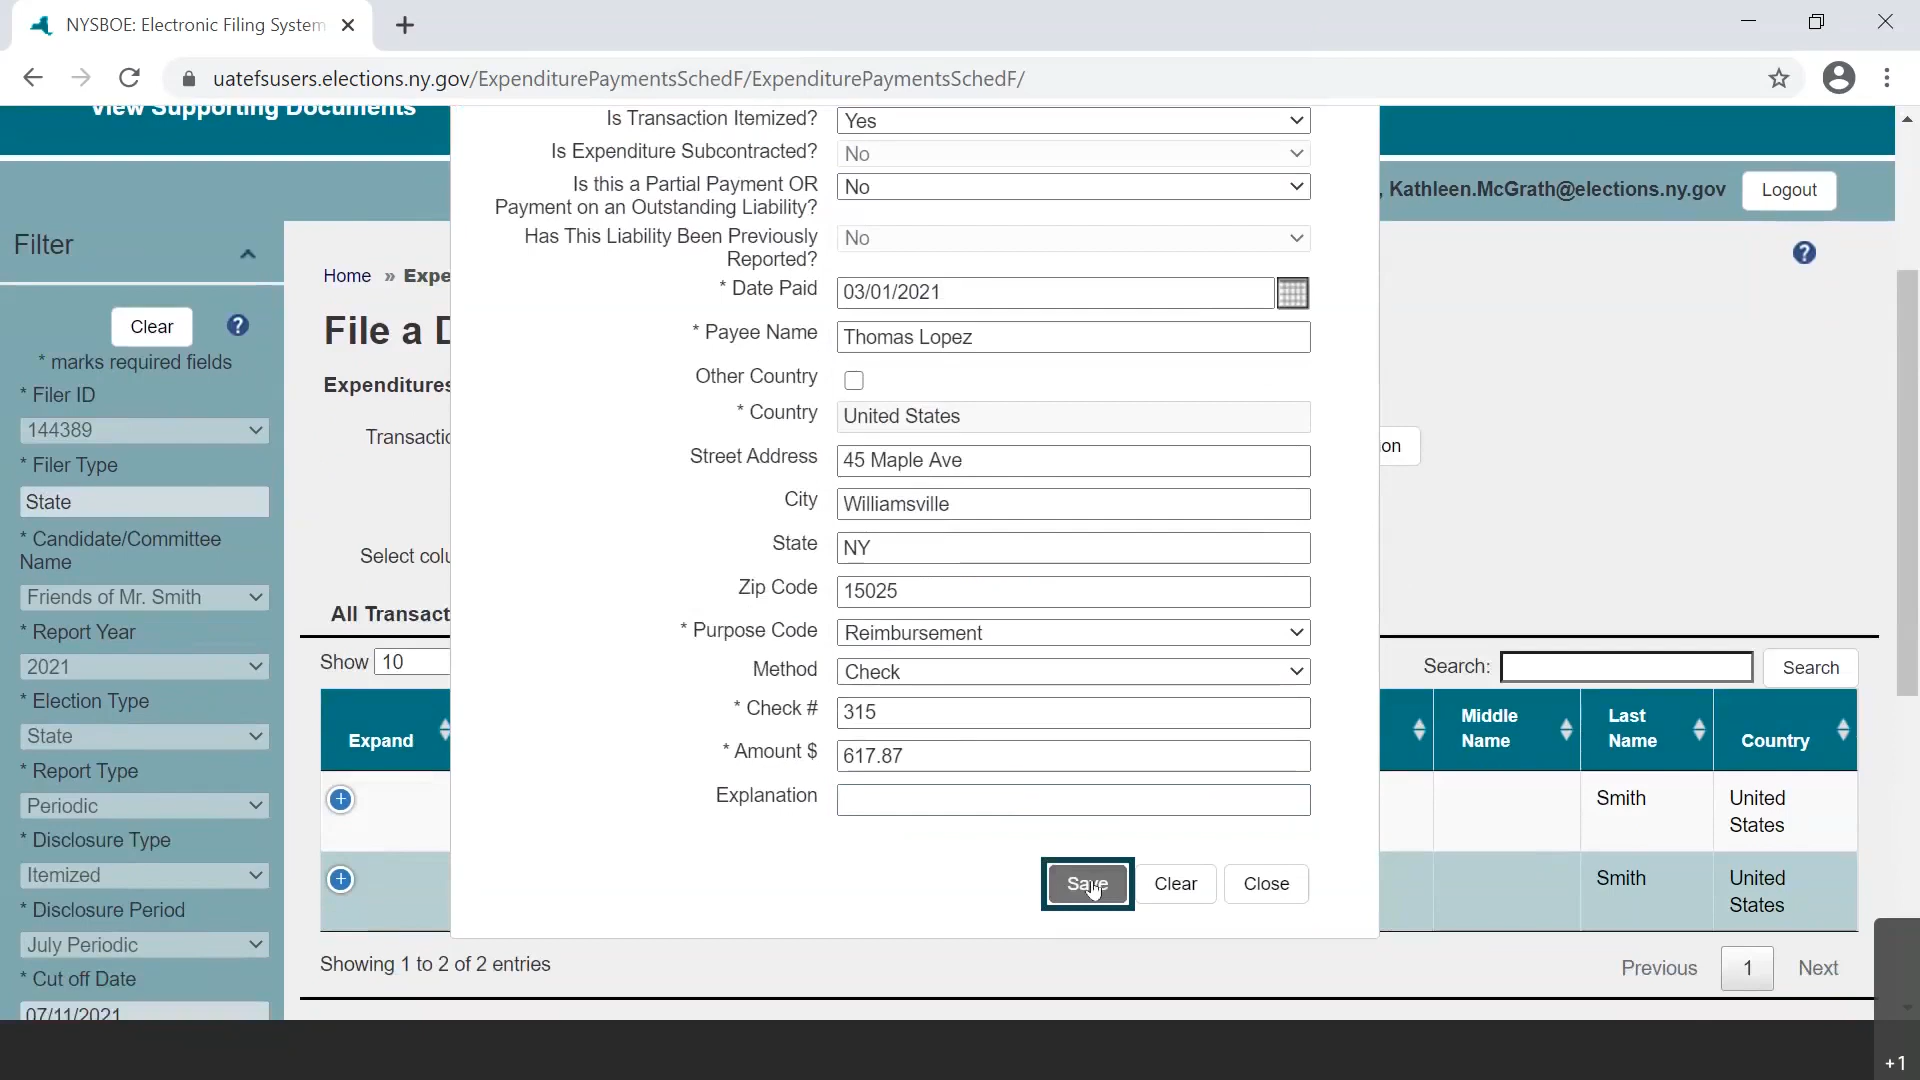 NYSBOE: Electronic Filing System
uatefsusers.elections.ny.gov/ExpenditurePaymentsSchedF/ExpenditurePaymentsSchedF/
View Supporting Documents
, Kathleen.McGrath@elections.ny.gov
Logout
Filter
Clear
* marks required fields
* Filer ID
144389
* Filer Type
State
* Candidate/Committee
Name
Friends of Mr. Smith
* Report Year
2021
* Election Type
State
* Report Type
Periodic
* Disclosure Type
Itemized
* Disclosure Period
July Periodic
* Cut off Date
07/11/2021
Home » Expe
File a D
Expenditures
Transactio
Select colu
All Transact
Show 10
Expand
Is Transaction Itemized? Yes
Is Expenditure Subcontracted? No
Is this a Partial Payment OR
Payment on an Outstanding Liability? No
Has This Liability Been Previously
Reported? No
* Date Paid 03/01/2021
* Payee Name Thomas Lopez
Other Country
* Country United States
Street Address 45 Maple Ave
City Williamsville
State NY
Zip Code 15025
* Purpose Code Reimbursement
Method Check
* Check # 315
* Amount $ 617.87
Explanation
Save Clear Close
on
Search: Search
Middle
Name
Last
Name
Country
Smith United
States
Smith United
States
Showing 1 to 2 of 2 entries
Previous 1 Next
+1